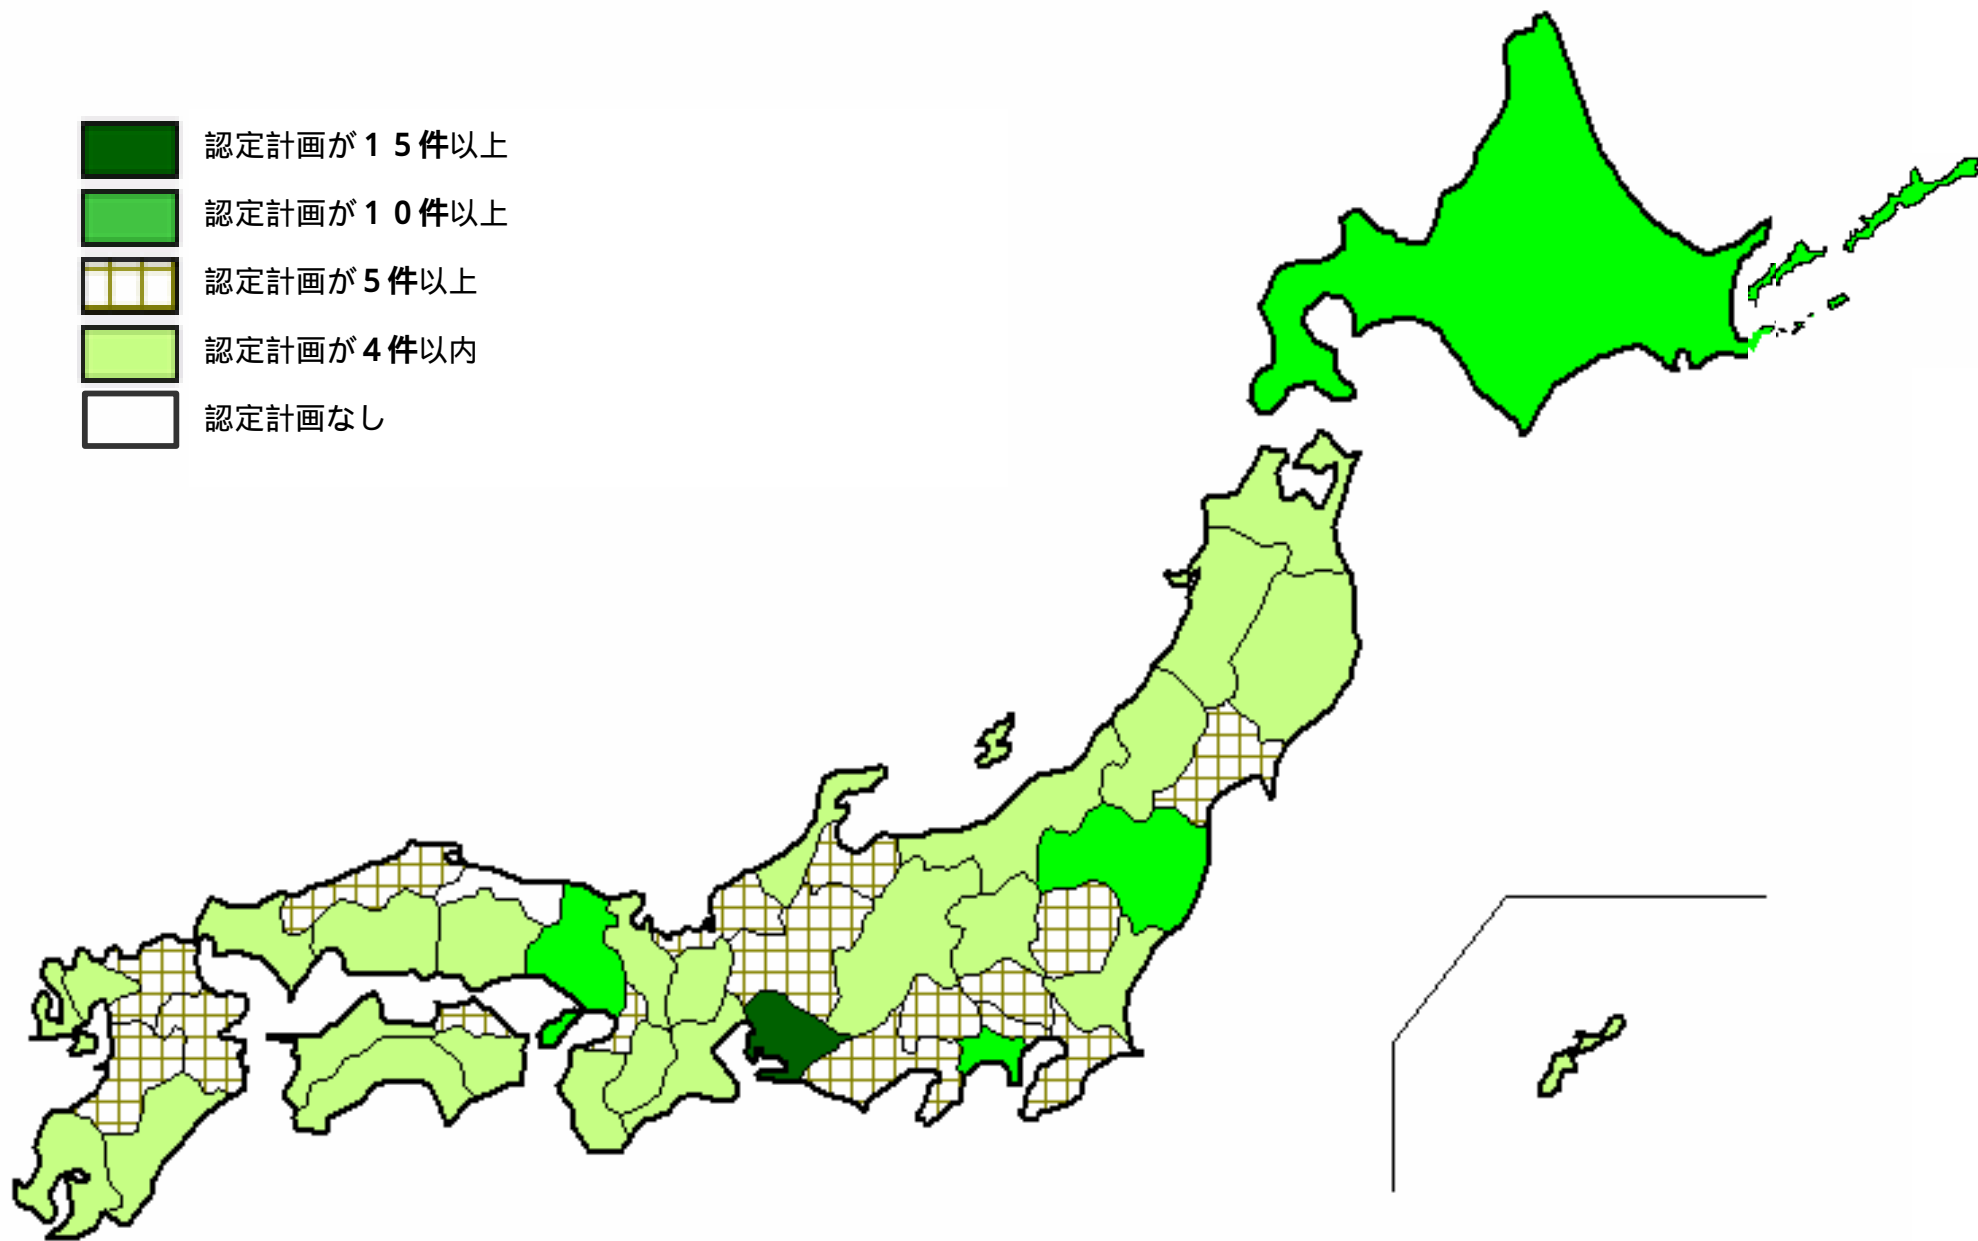 認定計画が１５件以上
認定計画が１０件以上
認定計画が５件以上
認定計画が４件以内
認定計画なし